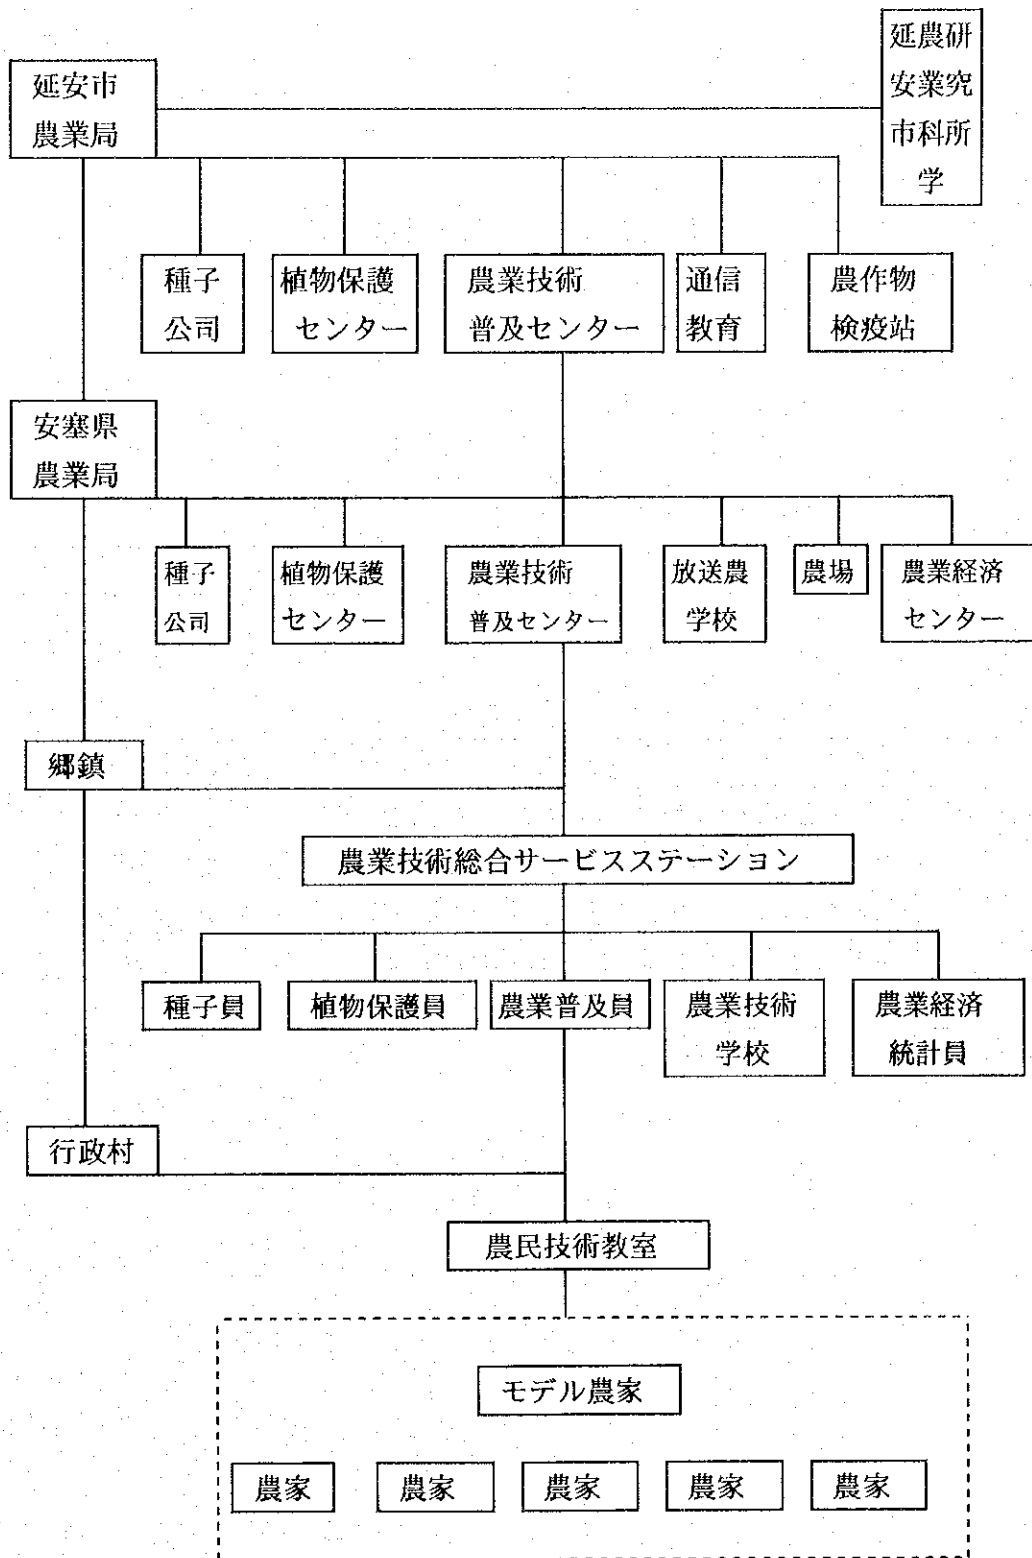 延安市
農業局
延農研
安業究
市科所
学
種子
公司
植物保護
センター
農業技術
普及センター
通信
教育
農作物
検疫站
安塞県
農業局
種子
公司
植物保護
センター
農業技術
普及センター
放送農
学校
農場
農業経済
センター
郷鎮
農業技術総合サービスステーション
種子員
植物保護員
農業普及員
農業技術
学校
農業経済
統計員
行政村
農民技術教室
モデル農家
農家
農家
農家
農家
農家